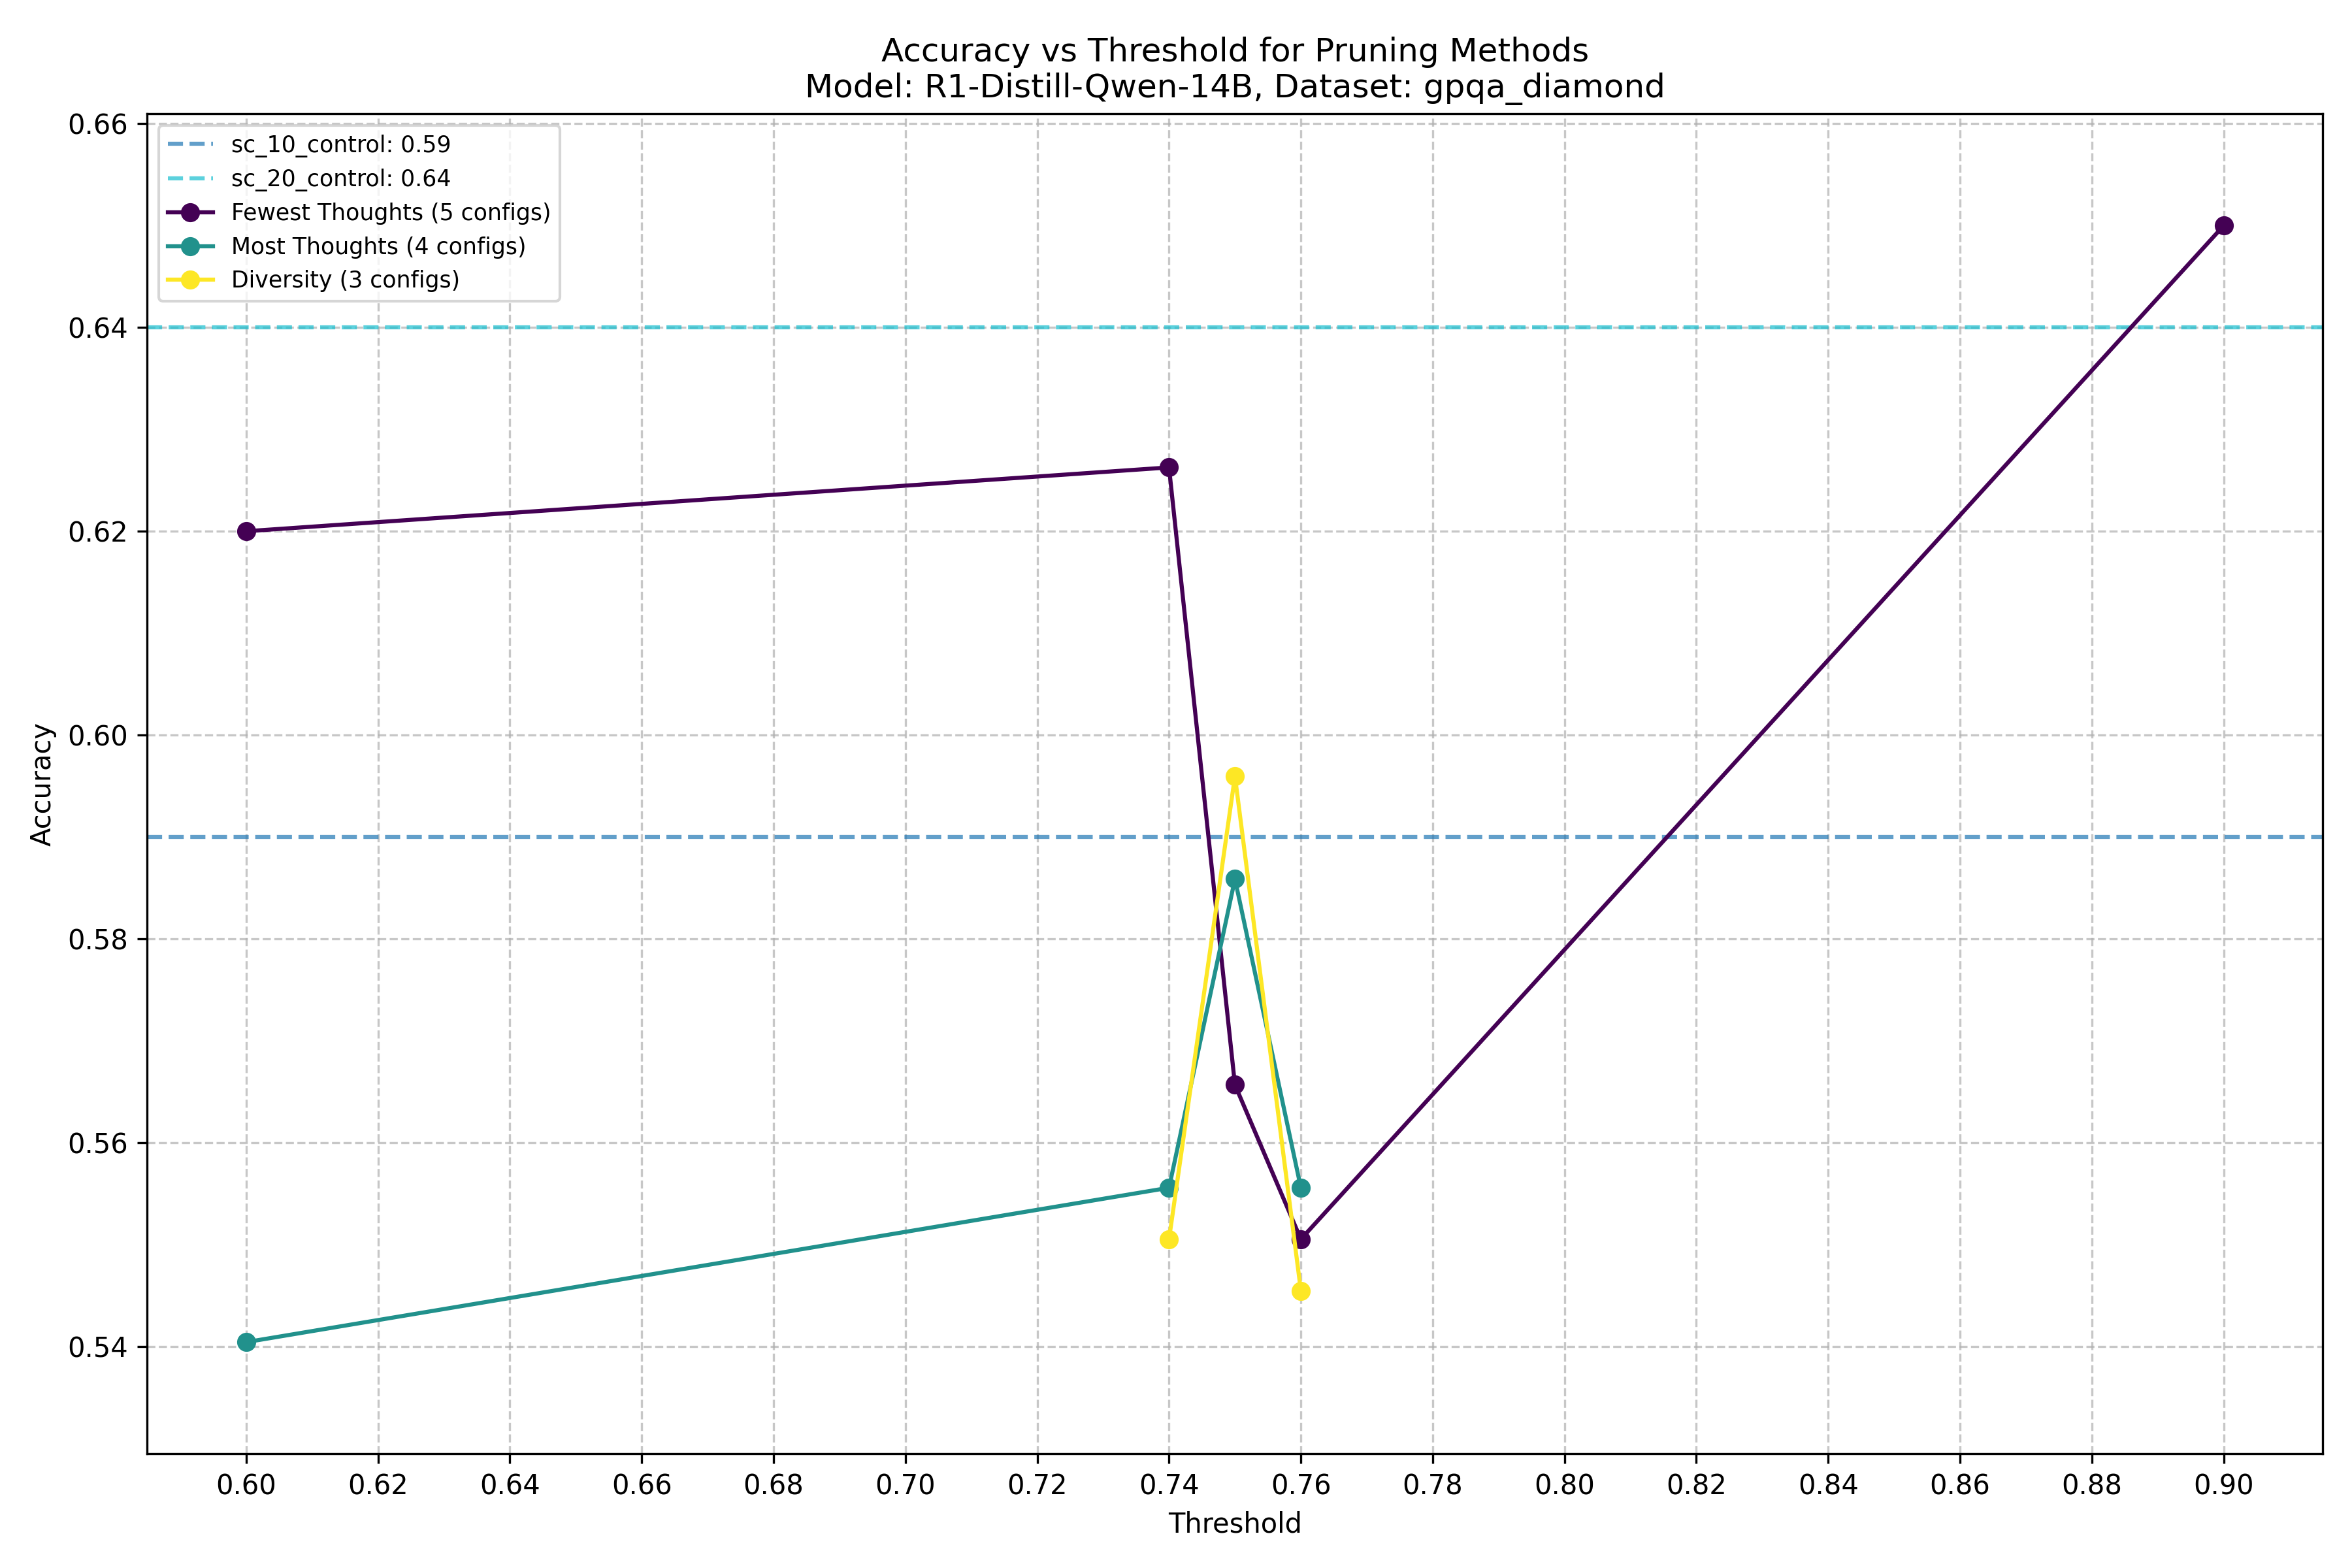 Accuracy vs Threshold for Pruning Methods
Model: R1-Distill-Qwen-14B, Dataset: gpqa_diamond
sc_10_control: 0.59
sc_20_control: 0.64
Fewest Thoughts (5 configs)
Most Thoughts (4 configs)
Diversity (3 configs)
Accuracy
0.66
0.64
0.62
0.60
0.58
0.56
0.54
0.60 0.62 0.64 0.66 0.68 0.70 0.72 0.74 0.76 0.78 0.80 0.82 0.84 0.86 0.88 0.90
Threshold